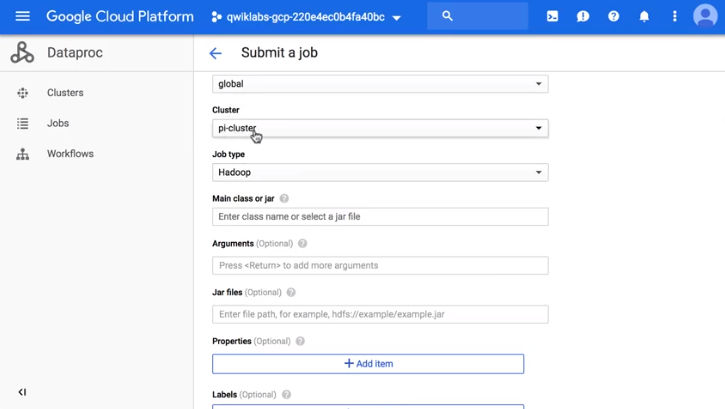 Google Cloud Platform
qwiklabs-gcp-220e4ec0b4fa40bc
Dataproc
Submit a job
global
Clusters
Cluster
pi-cluster
Jobs
Job type
Workflows
Hadoop
Main class or jar
Enter class name or select a jar file
Arguments (Optional)
Press <Return> to add more arguments
Jar files (Optional)
Enter file path, for example, hdfs://example/example.jar
Properties (Optional)
+ Add item
Labels (Optional)